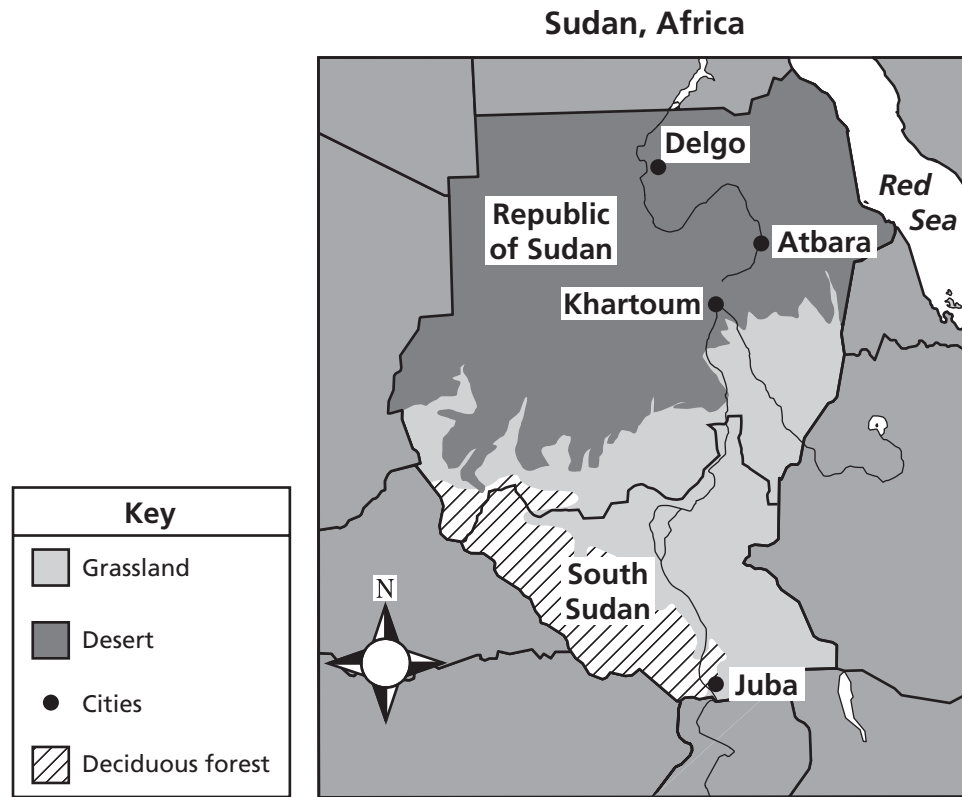 Sudan, Africa
Delgo
Red
Sea
Republic
of Sudan
Atbara
Khartoum
Key
Grassland
Desert
Cities
Deciduous forest
N
South
Sudan
Juba